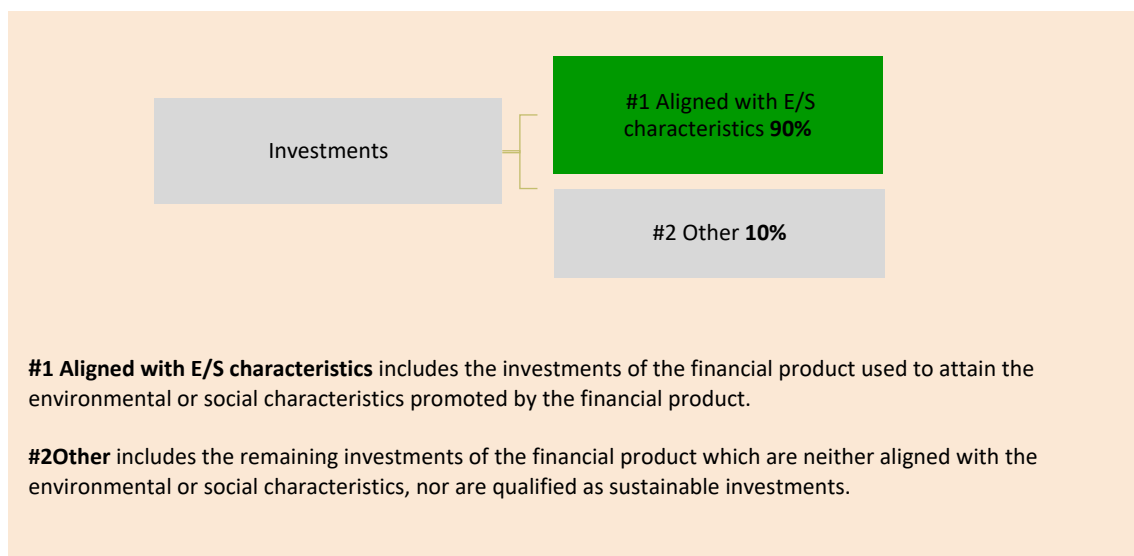 #1 Aligned with E/S
characteristics 90%
Investments
#2 Other 10%
#1 Aligned with E/S characteristics includes the investments of the financial product used to attain the
environmental or social characteristics promoted by the financial product.
#2Other includes the remaining investments of the financial product which are neither aligned with the
environmental or social characteristics, nor are qualified as sustainable investments.